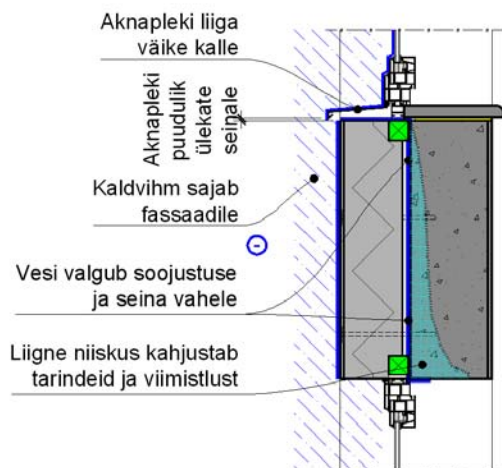 Aknapleki liiga
väike kalle
Aknapleki
puudulik
ülekate
seinale
Kaldvihm sajab
fassaadile
Vesi valgub soojustuse
ja seina vahele
Liigne niiskus kahjustab
tarindeid ja viimistlust